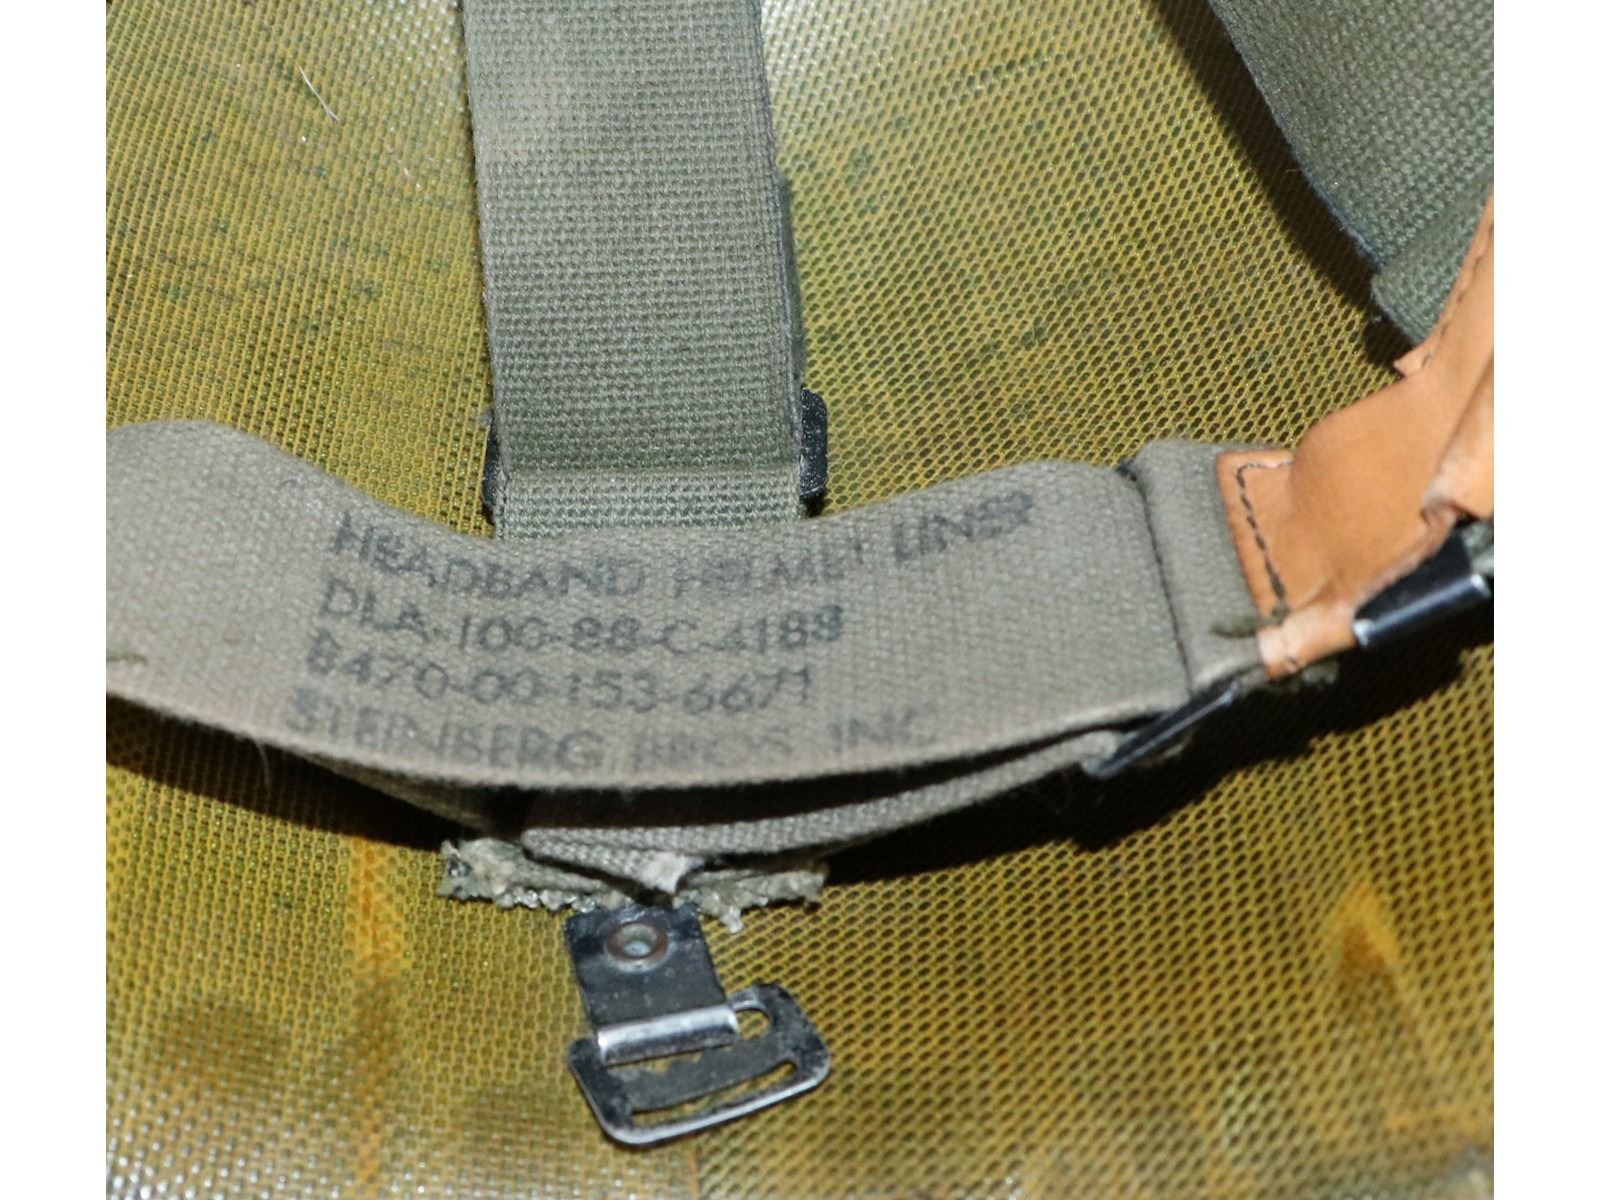 HEADBAND HELMET LINER
DLA-100-88-C-4188
8470-00-153-6671
STEINBERG BROS. INC